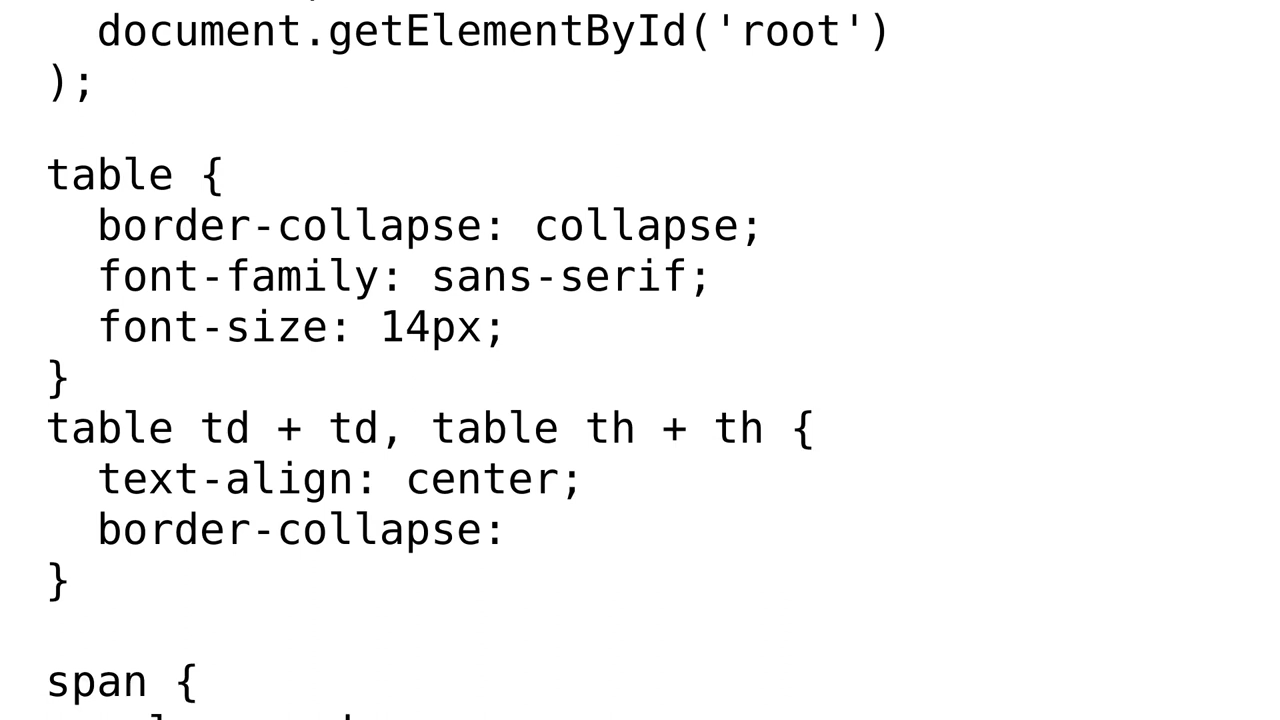 document.getElementById('root')
);
table {
border-collapse: collapse;
font-family: sans-serif;
font-size: 14px;
}
table td + td, table th + th {
text-align: center;
border-collapse:
}
span {